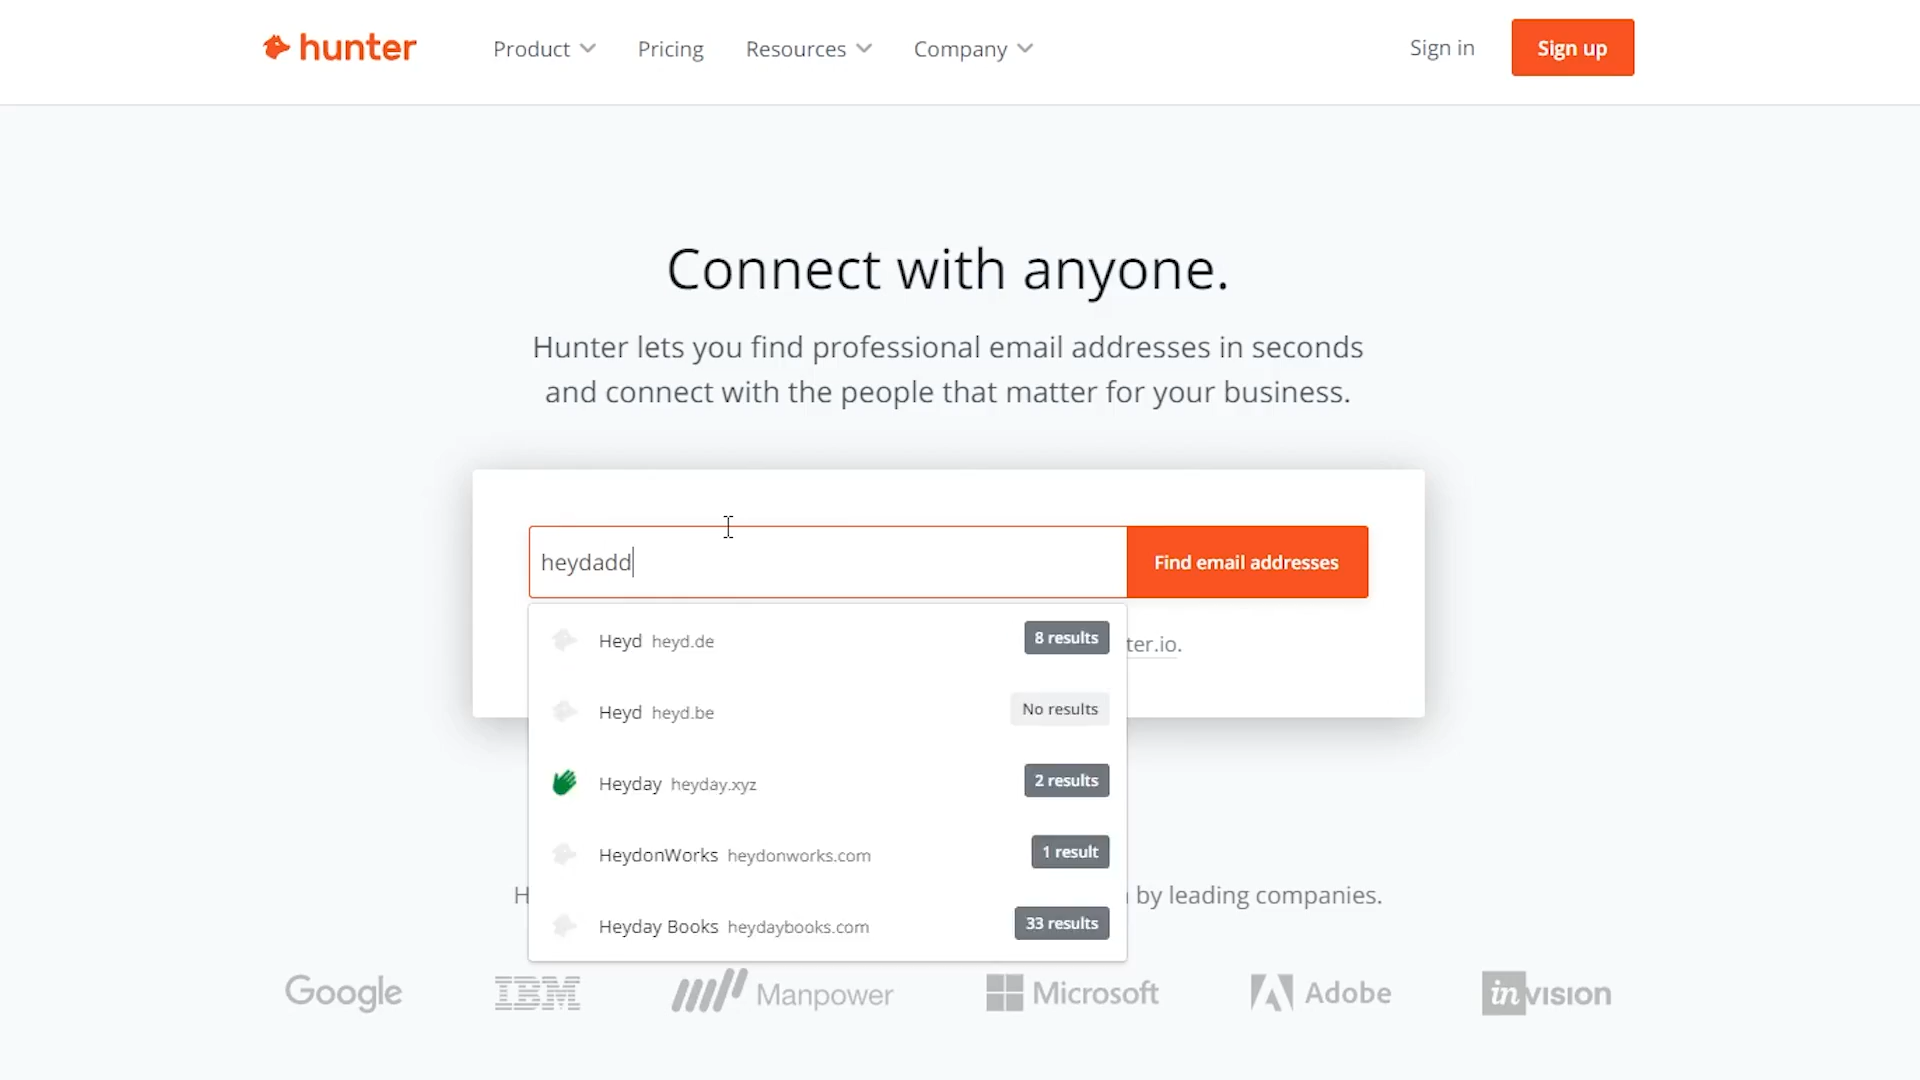 hunter
Product
Pricing
Resources
Company
Sign in
Sign up
Connect with anyone.
Hunter lets you find professional email addresses in seconds
and connect with the people that matter for your business.
heydadd
Find email addresses
Heyd heyd.de 8 results
ter.io.
Heyd heyd.be No results
Heyday heyday.xyz 2 results
HeydonWorks heydonworks.com 1 result
H by leading companies.
Heyday Books heydaybooks.com 33 results
Google
IBM
Manpower
Microsoft
Adobe
invision